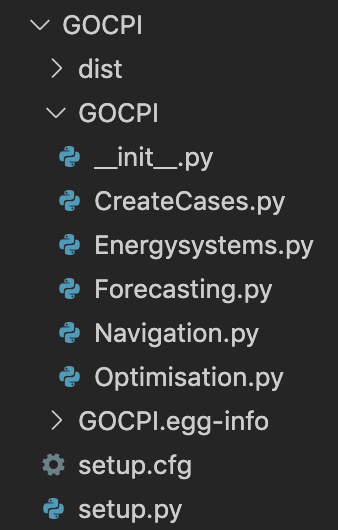 GOCPI
dist
GOCPI
__init__.py
CreateCases.py
Energysystems.py
Forecasting.py
Navigation.py
Optimisation.py
GOCPI.egg-info
setup.cfg
setup.py